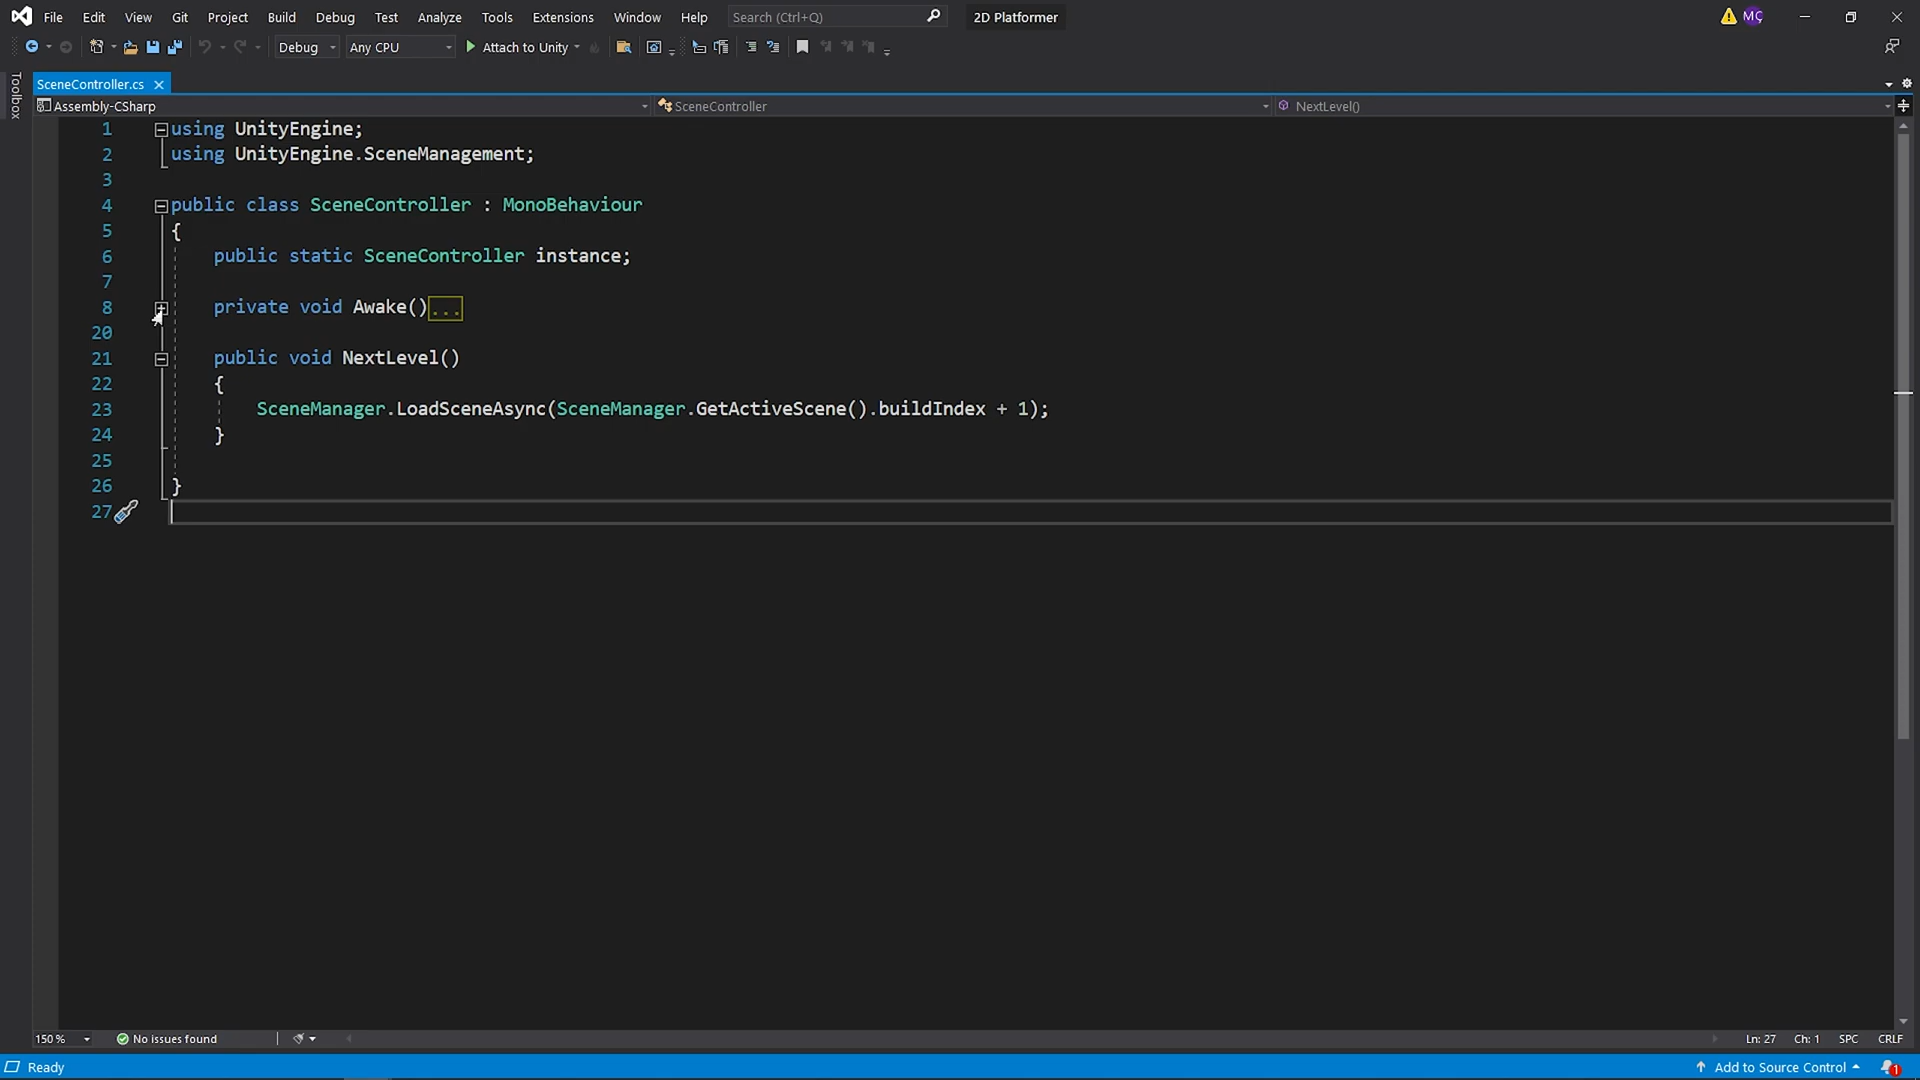 File Edit View Git Project Build Debug Test Analyze Tools Extensions Window Help Search (Ctrl+Q) 2D Platformer MÇ
Debug Any CPU Attach to Unity
Toolbox
SceneController.cs
Assembly-CSharp SceneController NextLevel()
1 using UnityEngine;
2 using UnityEngine.SceneManagement;
3
4 public class SceneController : MonoBehaviour
5 {
6 public static SceneController instance;
7
8 private void Awake()...
20
21 public void NextLevel()
22 {
23 SceneManager.LoadSceneAsync(SceneManager.GetActiveScene().buildIndex + 1);
24 }
25
26 }
27
150 % No issues found Ln: 27 Ch: 1 SPC CRLF
Ready Add to Source Control 1